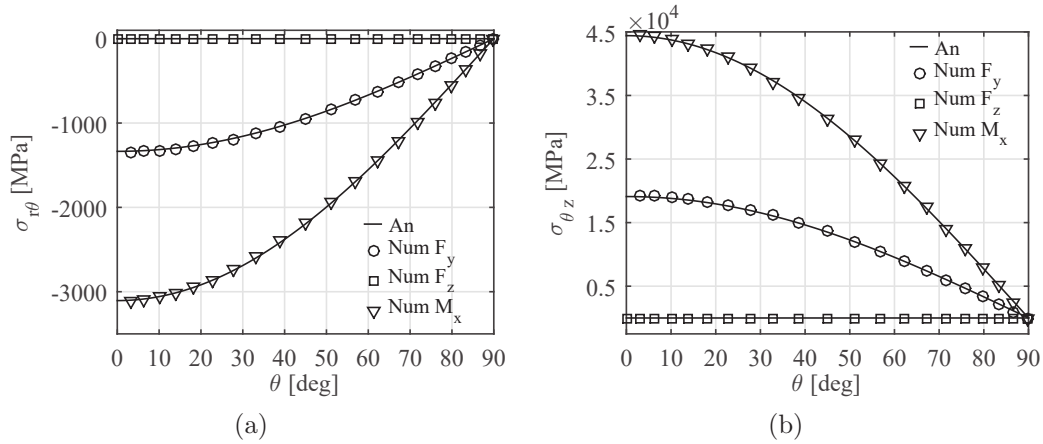 0
-1000
-2000
-3000
σrθ [MPa]
An
Num Fy
Num Fz
Num Mx
0 10 20 30 40 50 60 70 80 90
θ [deg]
(a)
×10^4
4.5
3.5
2.5
1.5
0.5
σθ z [MPa]
An
Num Fy
Num Fz
Num Mx
0 10 20 30 40 50 60 70 80 90
θ [deg]
(b)